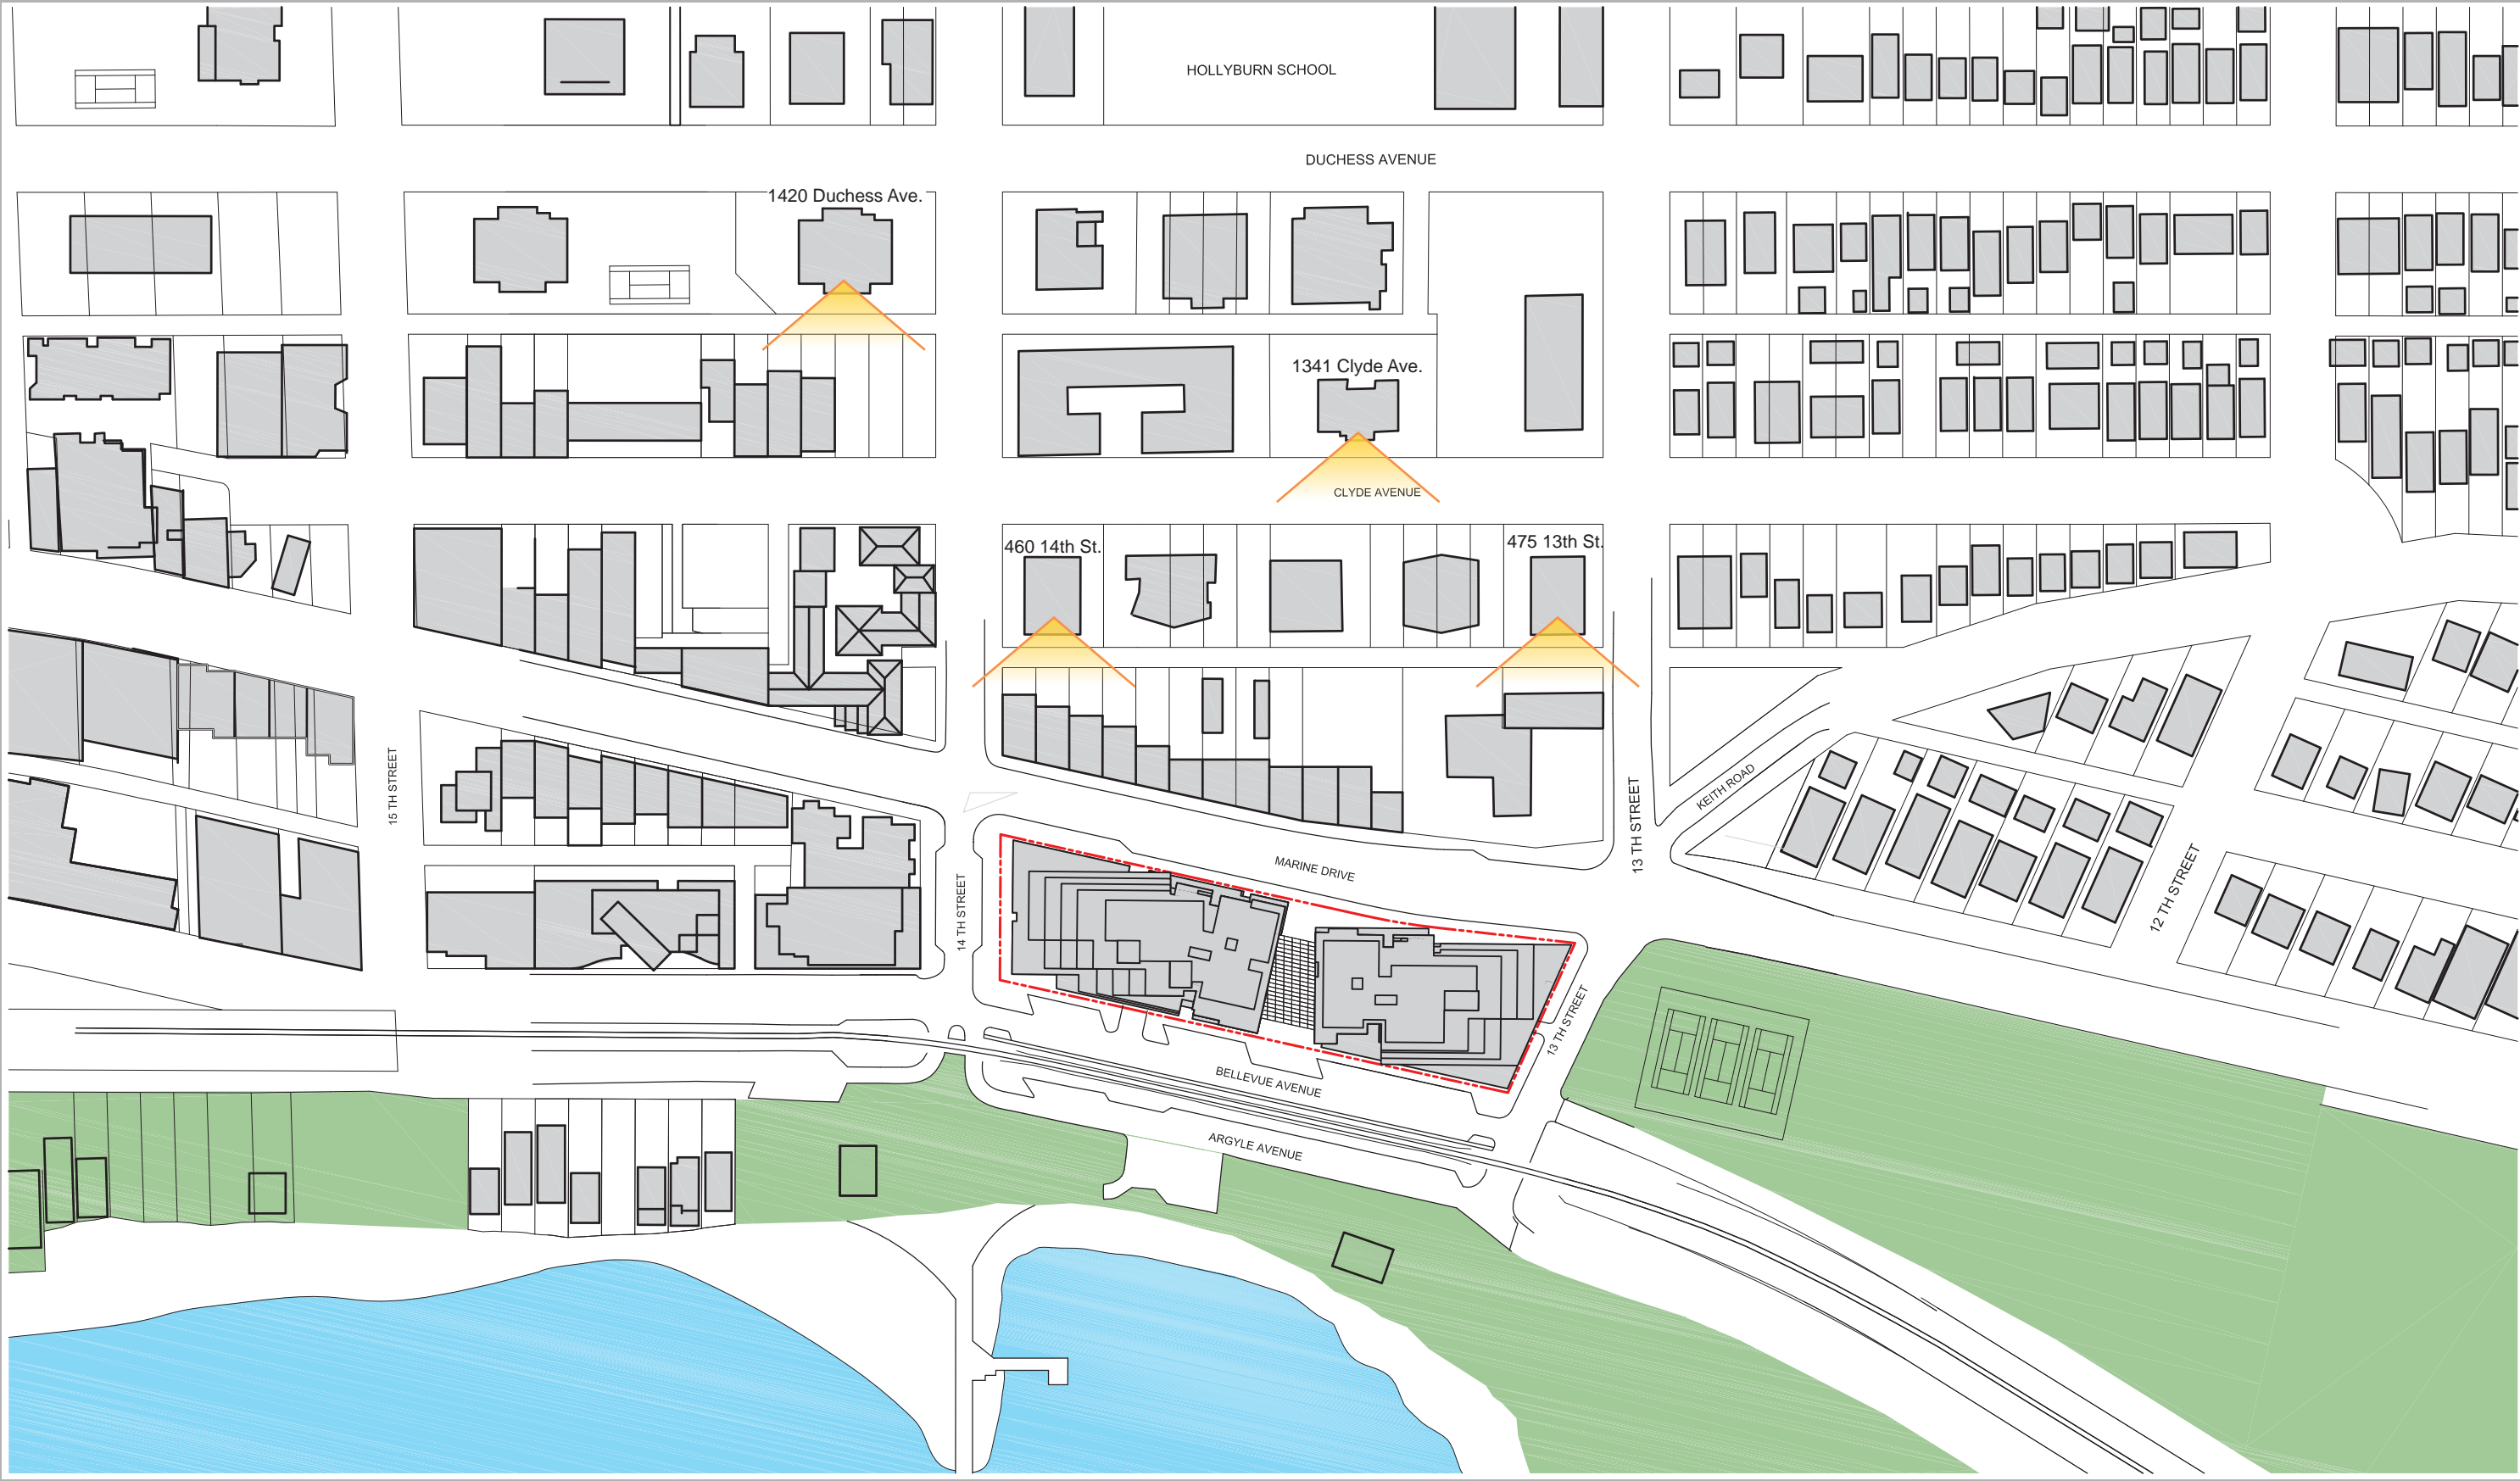 HOLLYBURN SCHOOL
DUCHESS AVENUE
1420 Duchess Ave.
1341 Clyde Ave.
CLYDE AVENUE
460 14th St.
475 13th St.
15 TH STREET
14 TH STREET
MARINE DRIVE
13 TH STREET
KEITH ROAD
12 TH STREET
13 TH STREET
BELLEVUE AVENUE
ARGYLE AVENUE